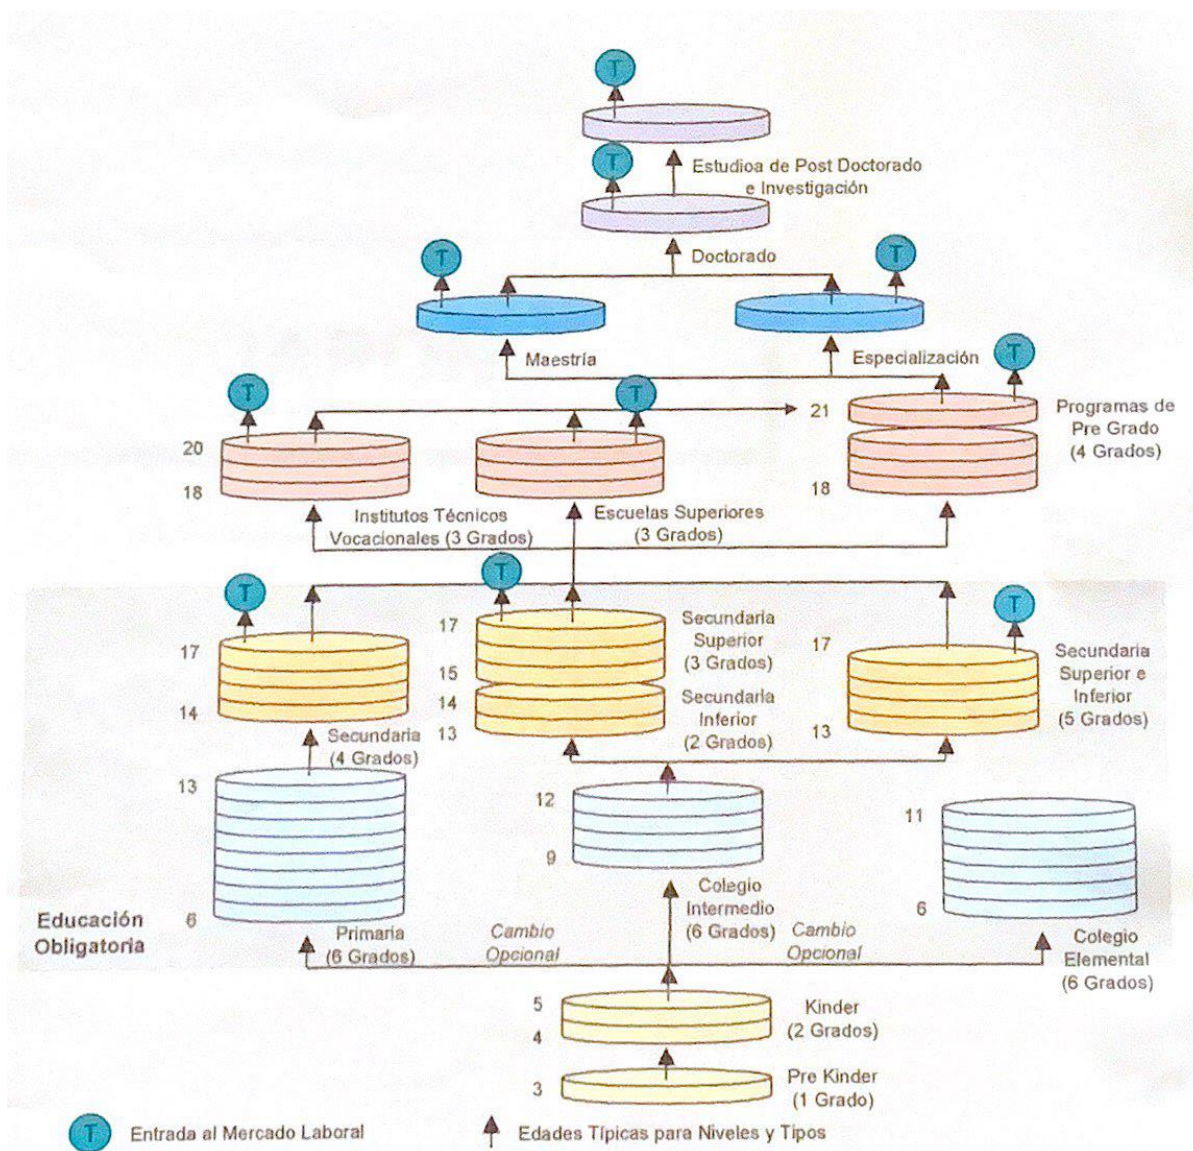 T
Estudioa de Post Doctorado
e Investigación
T
Doctorado
T
T
Maestría
Especialización
T
T
T
20
18
Institutos Técnicos
Vocacionales (3 Grados)
Escuelas Superiores
(3 Grados)
21
18
Programas de
Pre Grado
(4 Grados)
T
T
T
17
14
Secundaria
(4 Grados)
17
15
14
13
Secundaria
Superior
(3 Grados)
Secundaria
Inferior
(2 Grados)
17
13
Secundaria
Superior e
Inferior
(5 Grados)
13
6
Educación
Obligatoria
Primaria
(6 Grados)
Cambio
Opcional
12
9
Colegio
Intermedio
(6 Grados)
Cambio
Opcional
11
6
Colegio
Elemental
(6 Grados)
5
4
Kinder
(2 Grados)
3
Pre Kinder
(1 Grado)
T Entrada al Mercado Laboral
Edades Típicas para Niveles y Tipos